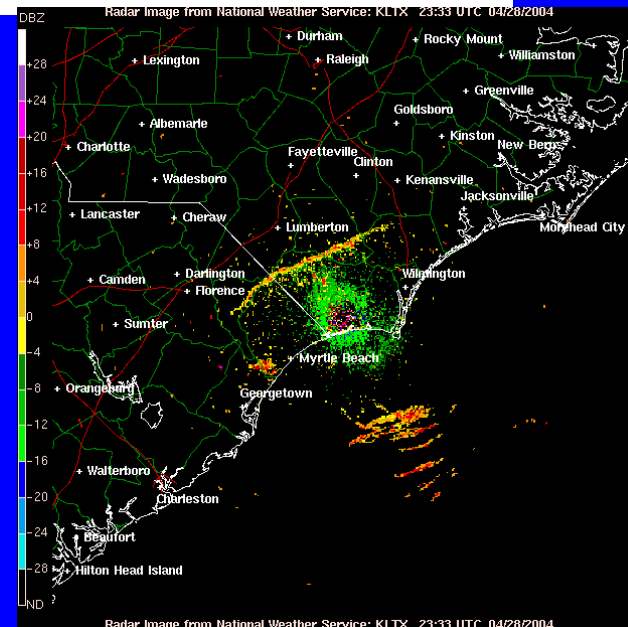 DBZ
Radar Image from National Weather Service: KLTX 23:33 UTC 04/28/2004
+28
+24
+20
+16
+12
+8
+4
0
-4
-8
-12
-16
-20
-24
-28
ND
Durham
Rocky Mount
Lexington
Raleigh
Williamston
Greenville
Goldsboro
Albemarle
Kinston
Charlotte
New Bern
Fayetteville
Clinton
Wadesboro
Kenansville
Jacksonville
Lancaster
Cheraw
Lumberton
Morehead City
Camden
Darlington
Wilmington
Florence
Sumter
Myrtle Beach
Orangeburg
Georgetown
Walterboro
Charleston
Beaufort
Hilton Head Island
Radar Image from National Weather Service: KLTX 23:33 UTC 04/28/2004